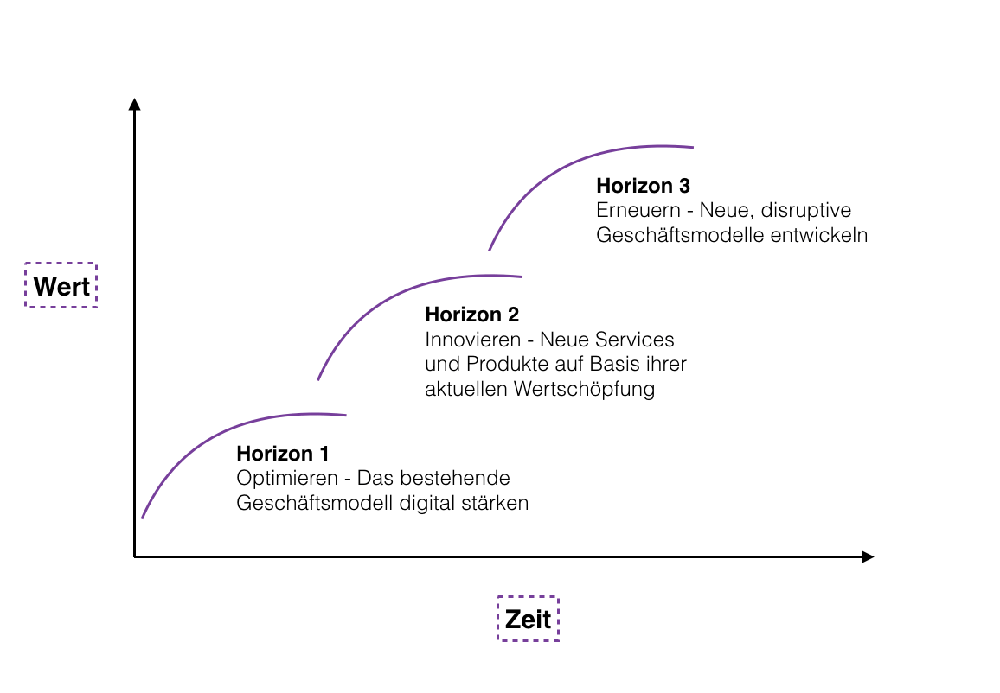 Horizon 3
Erneuern - Neue, disruptive
Geschäftsmodelle entwickeln
Wert
Horizon 2
Innovieren - Neue Services
und Produkte auf Basis ihrer
aktuellen Wertschöpfung
Horizon 1
Optimieren - Das bestehende
Geschäftsmodell digital stärken
Zeit